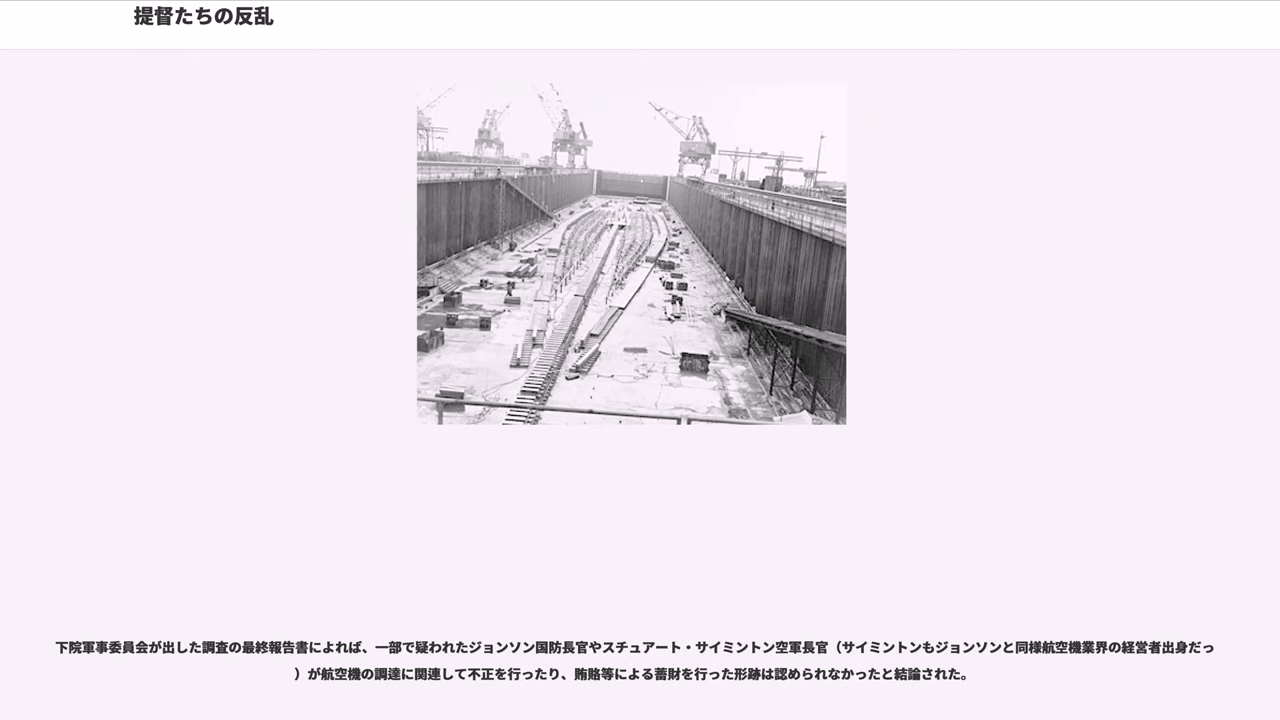 提督たちの反乱
下院軍事委員会が出した調査の最終報告書によれば、一部で疑われたジョンソン国防長官やスチュアート・サイミントン空軍長官（サイミントンもジョンソンと同様航空機業界の経営者出身だっ
）が航空機の調達に関連して不正を行ったり、賄賂等による蓄財を行った形跡は認められなかったと結論された。